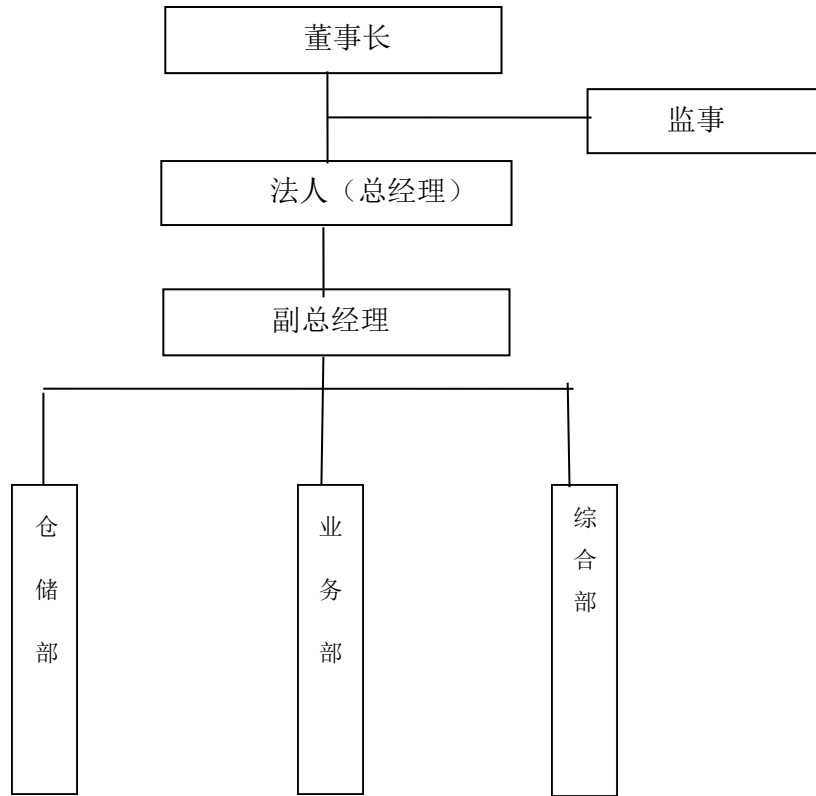 董事长
监事
法人（总经理）
副总经理
仓储部
业务部
综合部